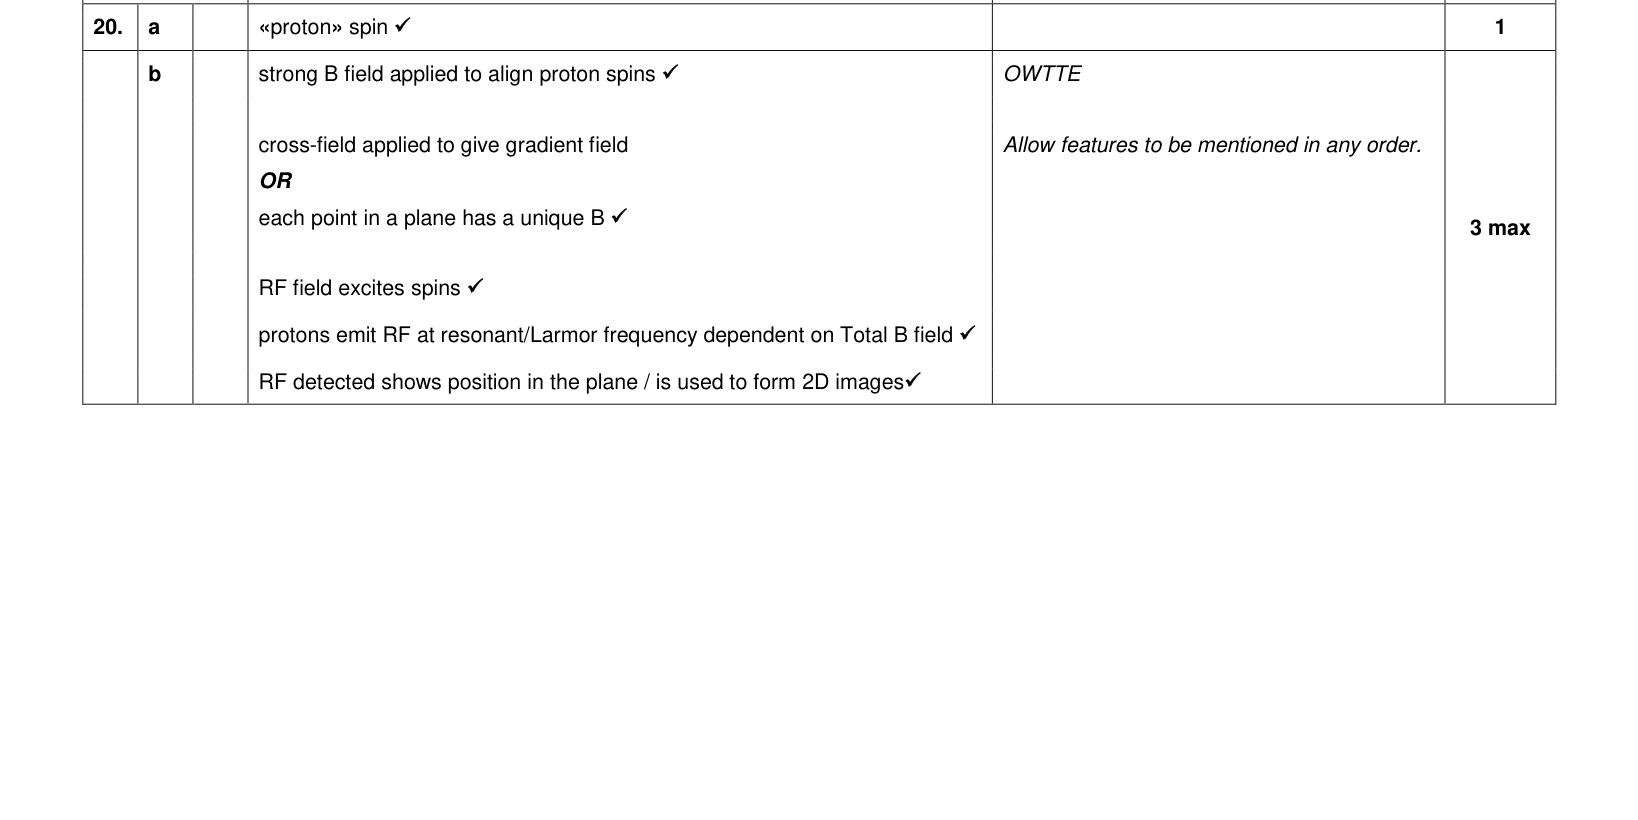 20. a «proton» spin ✓ 1
b strong B field applied to align proton spins ✓ OWTTE
cross-field applied to give gradient field Allow features to be mentioned in any order.
OR
each point in a plane has a unique B ✓
3 max
RF field excites spins ✓
protons emit RF at resonant/Larmor frequency dependent on Total B field ✓
RF detected shows position in the plane / is used to form 2D images✓